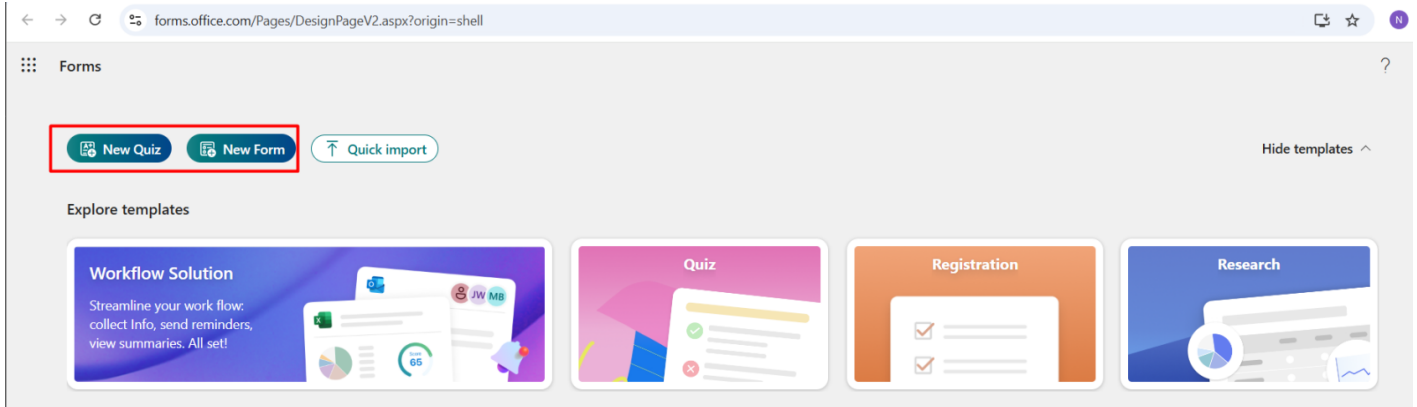 forms.office.com/Pages/DesignPageV2.aspx?origin=shell
N
Forms
?
New Quiz
New Form
Quick import
Hide templates
Explore templates
Workflow Solution
Streamline your work flow:
collect Info, send reminders,
view summaries. All set!
JW MB
65
Quiz
Registration
Research